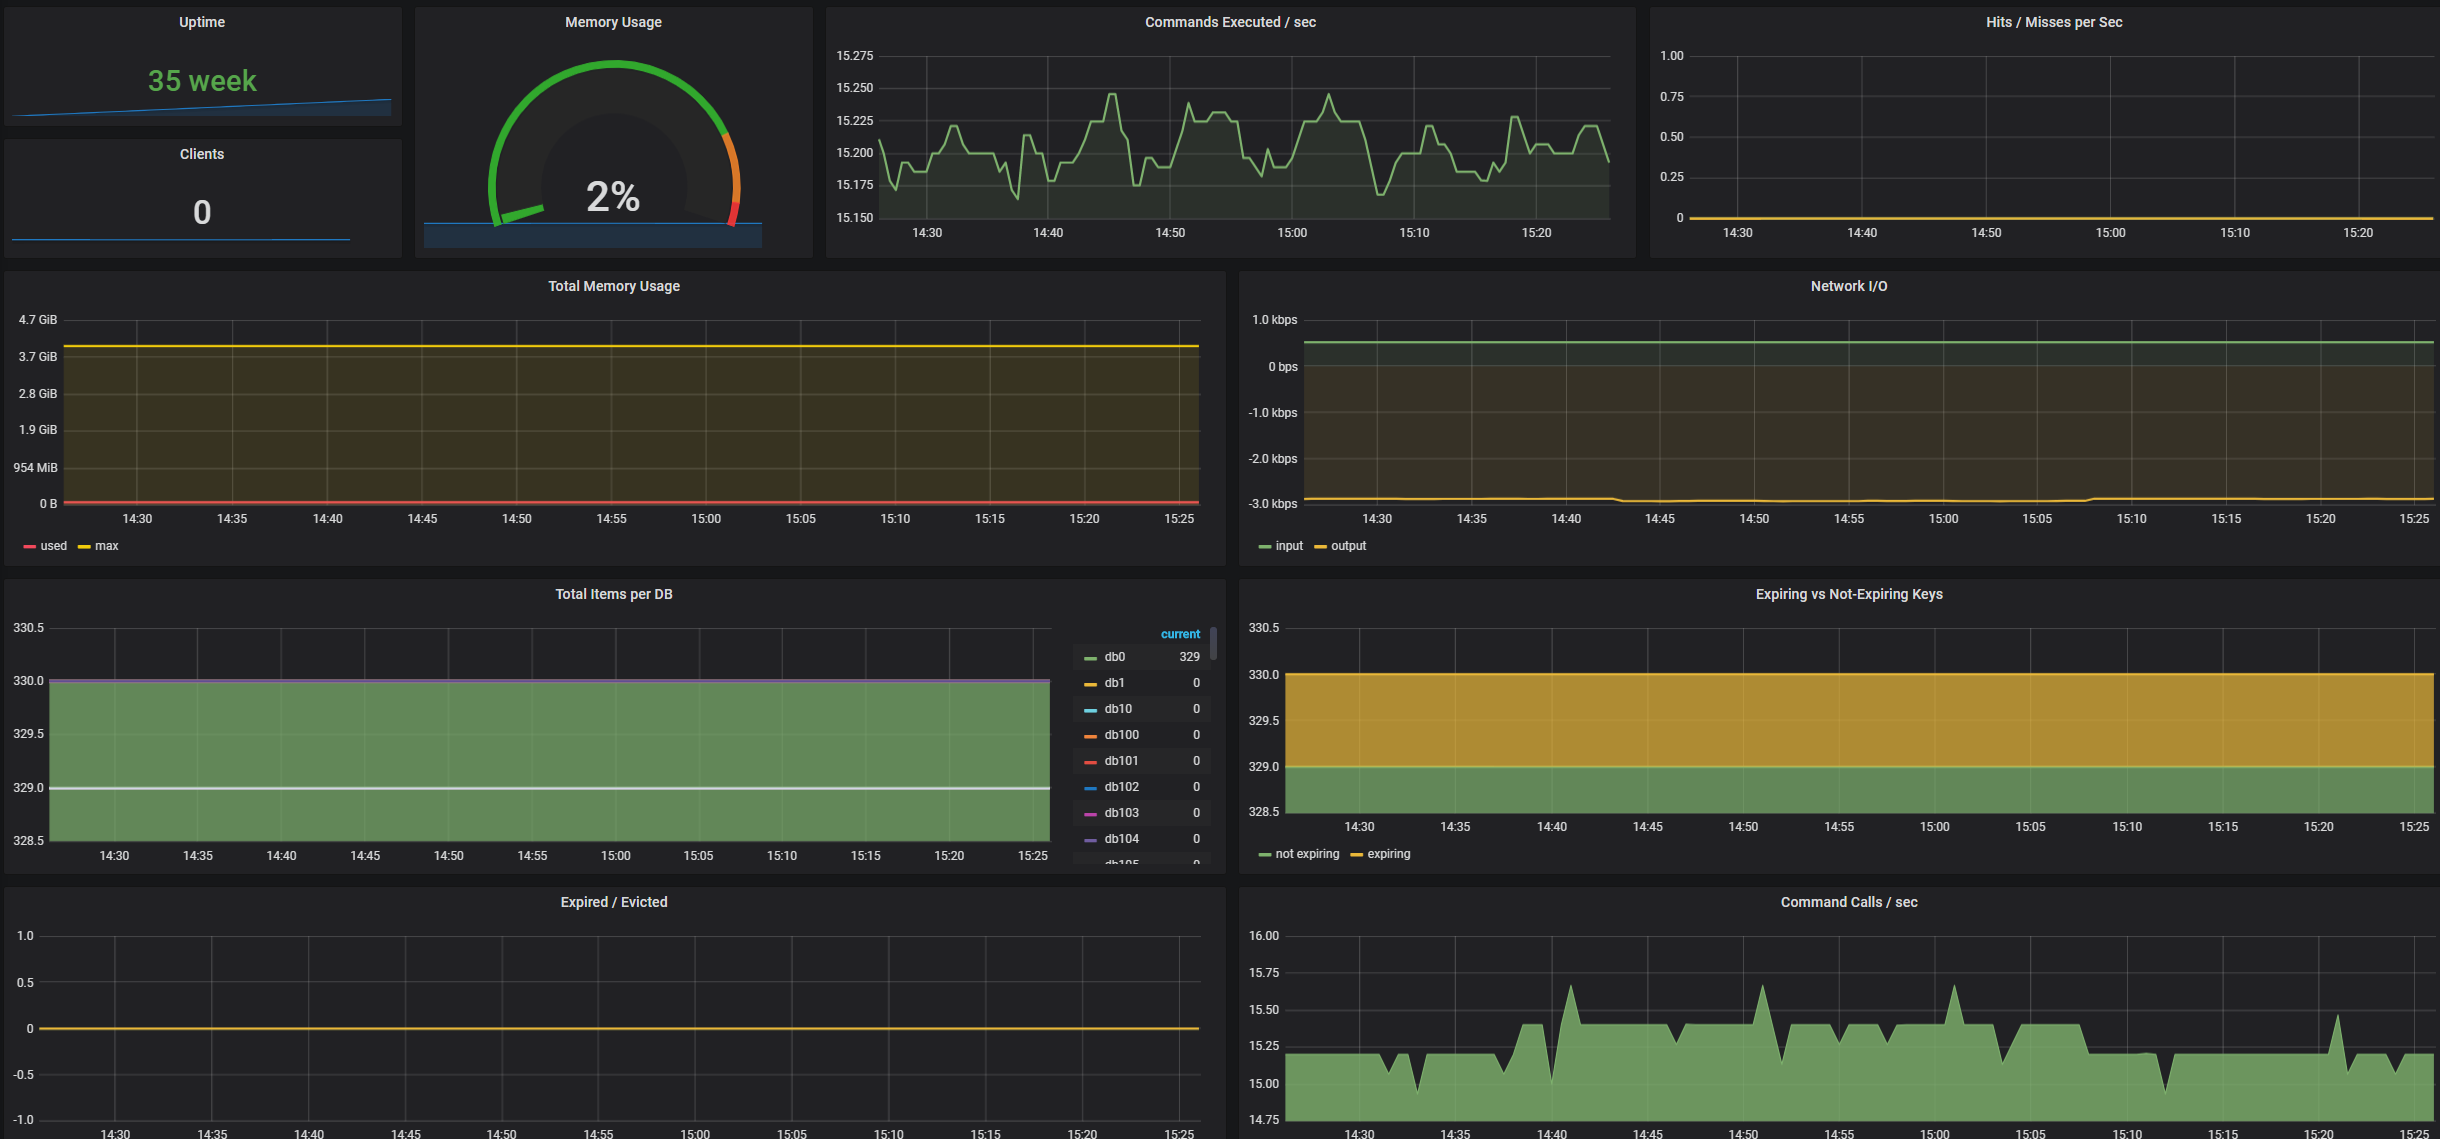 Uptime
35 week
Clients
0
Memory Usage
2%
Commands Executed / sec
15.275
15.250
15.225
15.200
15.175
15.150
14:30 14:40 14:50 15:00 15:10 15:20
Hits / Misses per Sec
1.00
0.75
0.50
0.25
0
14:30 14:40 14:50 15:00 15:10 15:20
Total Memory Usage
4.7 GiB
3.7 GiB
2.8 GiB
1.9 GiB
954 MiB
0 B
14:30 14:35 14:40 14:45 14:50 14:55 15:00 15:05 15:10 15:15 15:20 15:25
used max
Network I/O
1.0 kbps
0 bps
-1.0 kbps
-2.0 kbps
-3.0 kbps
14:30 14:35 14:40 14:45 14:50 14:55 15:00 15:05 15:10 15:15 15:20 15:25
input output
Total Items per DB
330.5
330.0
329.5
329.0
328.5
14:30 14:35 14:40 14:45 14:50 14:55 15:00 15:05 15:10 15:15 15:20 15:25
current
db0 329
db1 0
db10 0
db100 0
db101 0
db102 0
db103 0
db104 0
db105 0
Expiring vs Not-Expiring Keys
330.5
330.0
329.5
329.0
328.5
14:30 14:35 14:40 14:45 14:50 14:55 15:00 15:05 15:10 15:15 15:20 15:25
not expiring expiring
Expired / Evicted
1.0
0.5
0
-0.5
-1.0
14:30 14:35 14:40 14:45 14:50 14:55 15:00 15:05 15:10 15:15 15:20 15:25
Command Calls / sec
16.00
15.75
15.50
15.25
15.00
14.75
14:30 14:35 14:40 14:45 14:50 14:55 15:00 15:05 15:10 15:15 15:20 15:25